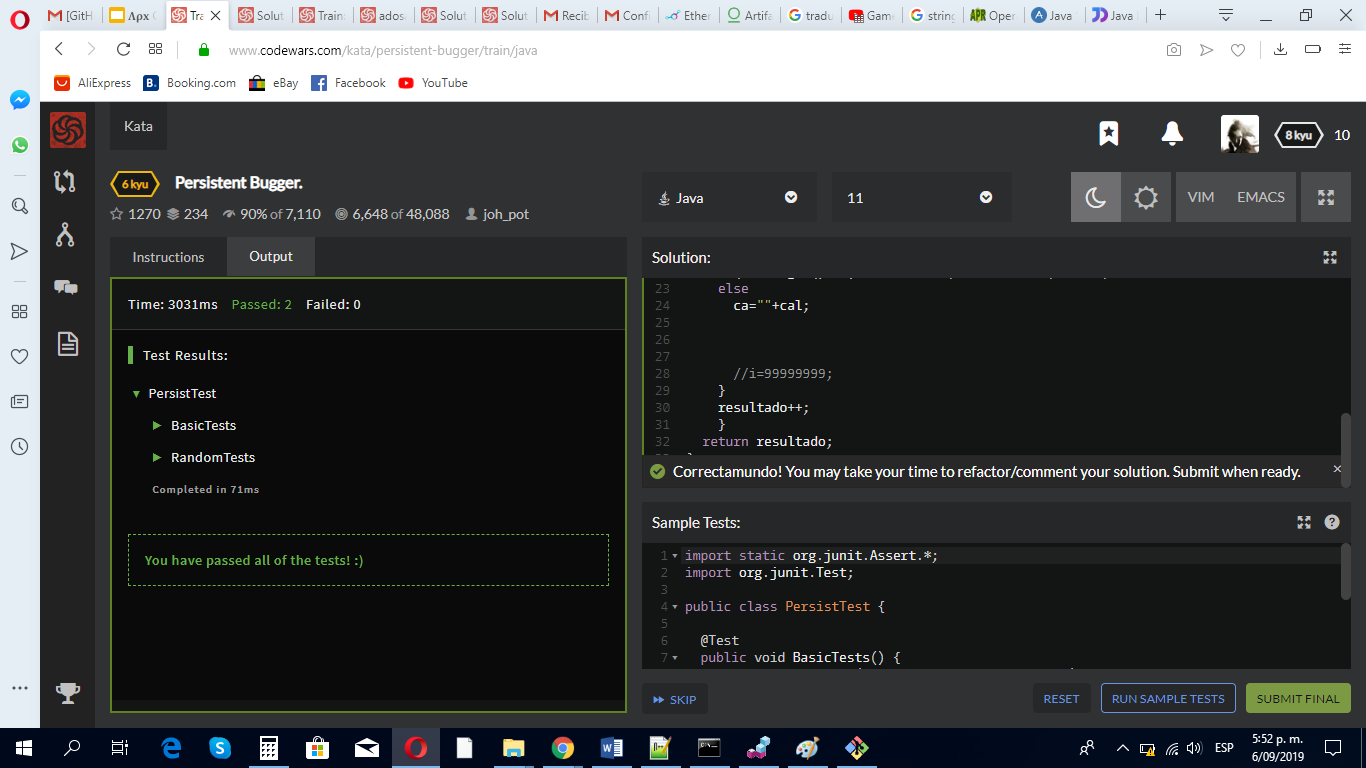 [GitH
Λρχ
Tra
Solut
Train
ados
Solut
Solut
Recib
Confi
Ether
Artifa
tradu
Gam
string
APR Oper
Java
Java
www.codewars.com/kata/persistent-bugger/train/java
AliExpress
B. Booking.com
eBay
Facebook
YouTube
Kata
8 kyu 10
6 kyu Persistent Bugger.
1270 234 90% of 7,110 6,648 of 48,088 joh_pot
Java
11
VIM EMACS
Instructions Output
Time: 3031ms Passed: 2 Failed: 0
Test Results:
PersistTest
BasicTests
RandomTests
Completed in 71ms
You have passed all of the tests! :)
Solution:
23 else
24 ca=""+cal;
25
26
27
28 //i=99999999;
29 }
30 resultado++;
31 }
32 return resultado;
Correctamundo! You may take your time to refactor/comment your solution. Submit when ready. ×
Sample Tests:
1 import static org.junit.Assert.*;
2 import org.junit.Test;
3
4 public class PersistTest {
5
6 @Test
7 public void BasicTests() {
SKIP
RESET
RUN SAMPLE TESTS
SUBMIT FINAL
ESP
5:52 p. m.
6/09/2019